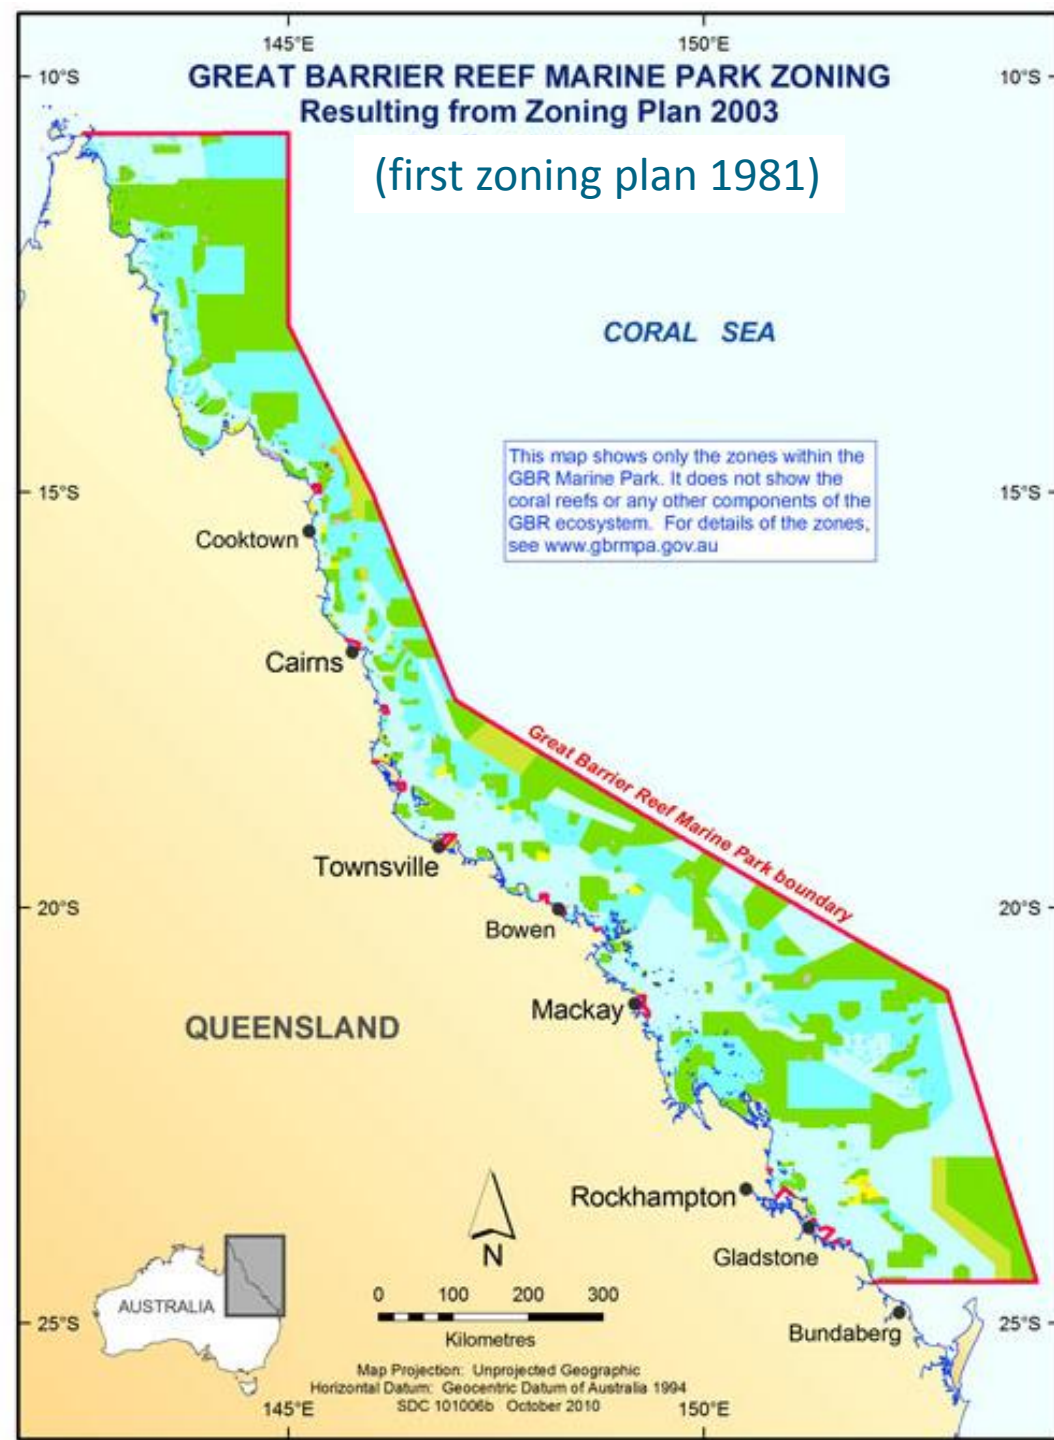 145°E
150°E
10°S
10°S
GREAT BARRIER REEF MARINE PARK ZONING
Resulting from Zoning Plan 2003
(first zoning plan 1981)
CORAL SEA
This map shows only the zones within the
GBR Marine Park. It does not show the
coral reefs or any other components of the
GBR ecosystem. For details of the zones,
see www.gbrmpa.gov.au
15°S
15°S
Cooktown
Cairns
Great Barrier Reef Marine Park boundary
Townsville
20°S
20°S
Bowen
Mackay
QUEENSLAND
Rockhampton
Gladstone
N
AUSTRALIA
0 100 200 300
Kilometres
25°S
25°S
Bundaberg
Map Projection: Unprojected Geographic
Horizontal Datum: Geocentric Datum of Australia 1994
SDC 101006b October 2010
145°E
150°E